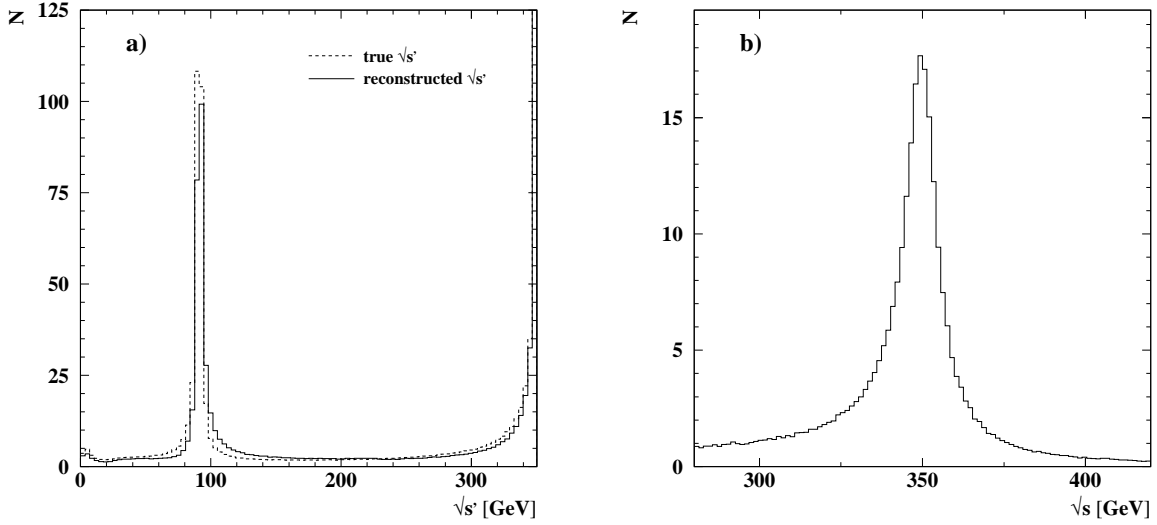 N
125
100
75
50
25
0
a)
true √s’
reconstructed √s’
0 100 200 300
√s’ [GeV]
N
15
10
5
0
b)
300 350 400
√s [GeV]